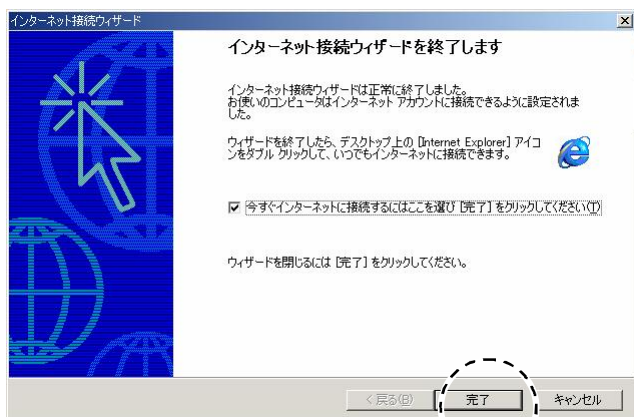 インターネット接続ウィザード
インターネット接続ウィザードを終了します
インターネット接続ウィザードは正常に終了しました。
お使いのコンピュータはインターネット アカウントに接続できるように設定されま
した。
ウィザードを終了したら、デスクトップ上の [Internet Explorer] アイコ
ンをダブル クリックして、いつでもインターネットに接続できます。
今すぐインターネットに接続するにはここを選び [完了] をクリックしてください(T)
ウィザードを閉じるには [完了] をクリックしてください。
< 戻る(B)
完了
キャンセル